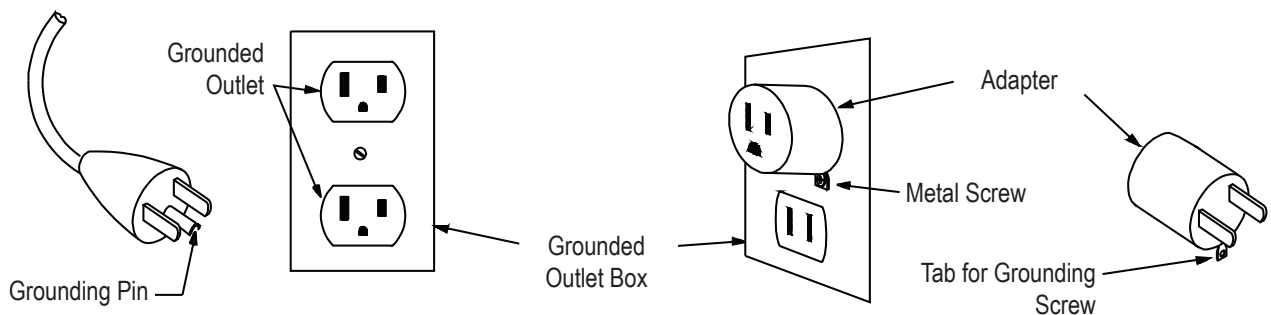 Grounded
Outlet
Grounding Pin
Grounded
Outlet Box
Adapter
Metal Screw
Tab for Grounding
Screw